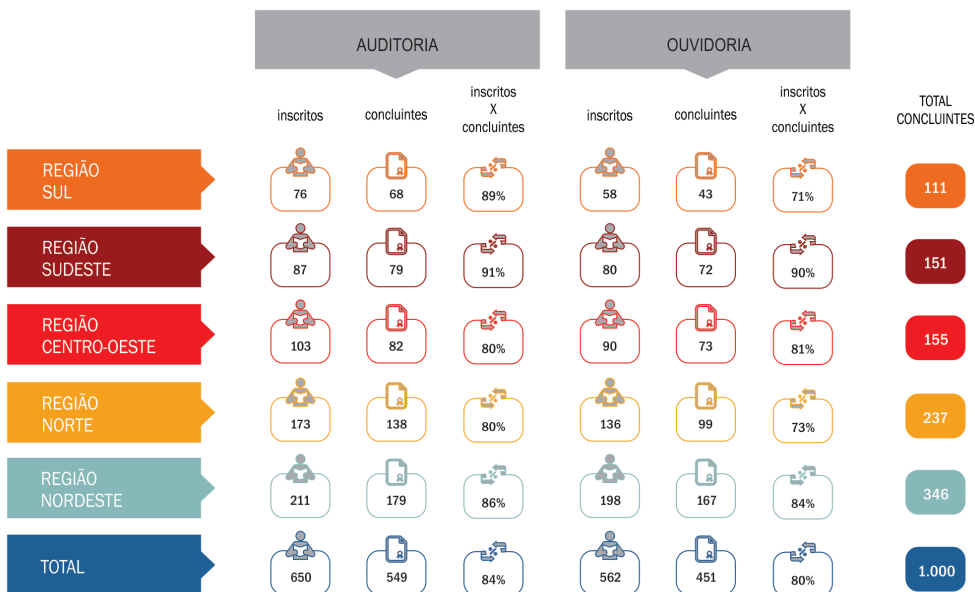 AUDITORIA
OUVIDORIA
inscritos
concluintes
inscritos
X
concluintes
inscritos
concluintes
inscritos
X
concluintes
TOTAL
CONCLUINTES
REGIÃO
SUL
76
68
89%
58
43
71%
111
REGIÃO
SUDESTE
87
79
91%
80
72
90%
151
REGIÃO
CENTRO-OESTE
103
82
80%
90
73
81%
155
REGIÃO
NORTE
173
138
80%
136
99
73%
237
REGIÃO
NORDESTE
211
179
86%
198
167
84%
346
TOTAL
650
549
84%
562
451
80%
1.000